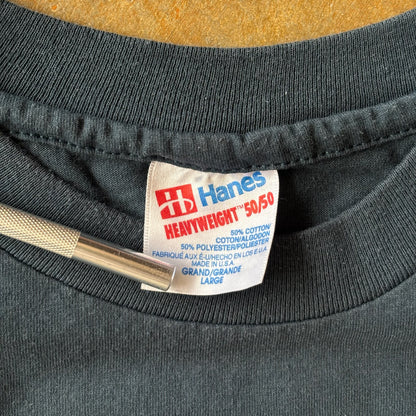 H Hanes
HEAVYWEIGHT™ 50/50
50% COTTON
COTON/ALGODON
50% POLYESTER/POLIESTER
FABRIQUÉ AUX É-U/HECHO EN LOS E.U.A.
MADE IN U.S.A.
GRAND/GRANDE
LARGE